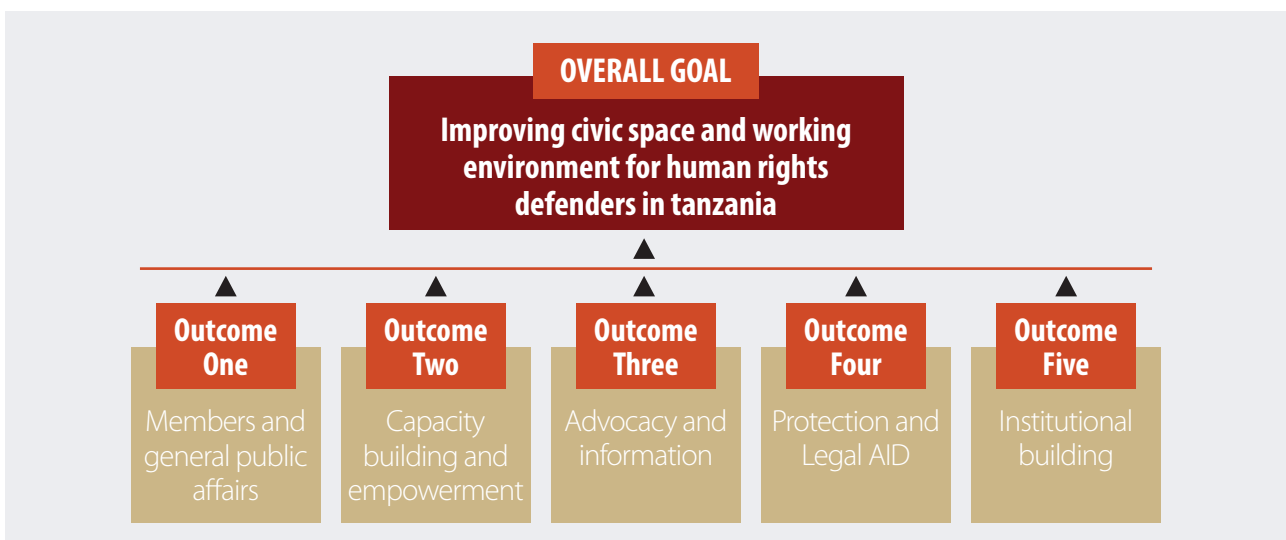 OVERALL GOAL
Improving civic space and working
environment for human rights
defenders in tanzania
Outcome
One
Members and
general public
affairs
Outcome
Two
Capacity
building and
empowerment
Outcome
Three
Advocacy and
information
Outcome
Four
Protection and
Legal AID
Outcome
Five
Institutional
building